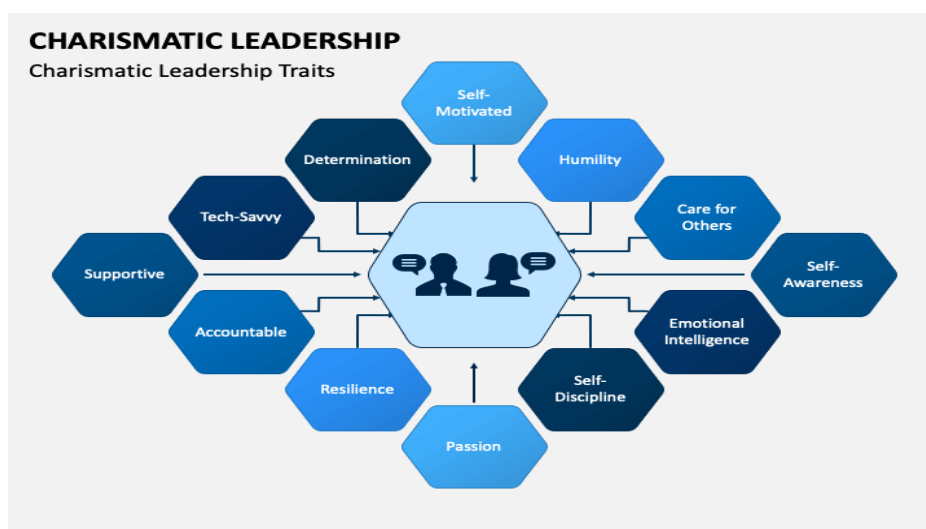 CHARISMATIC LEADERSHIP
Charismatic Leadership Traits
Self-
Motivated
Determination
Humility
Tech-Savvy
Care for
Others
Supportive
Self-
Awareness
Accountable
Emotional
Intelligence
Resilience
Self-
Discipline
Passion